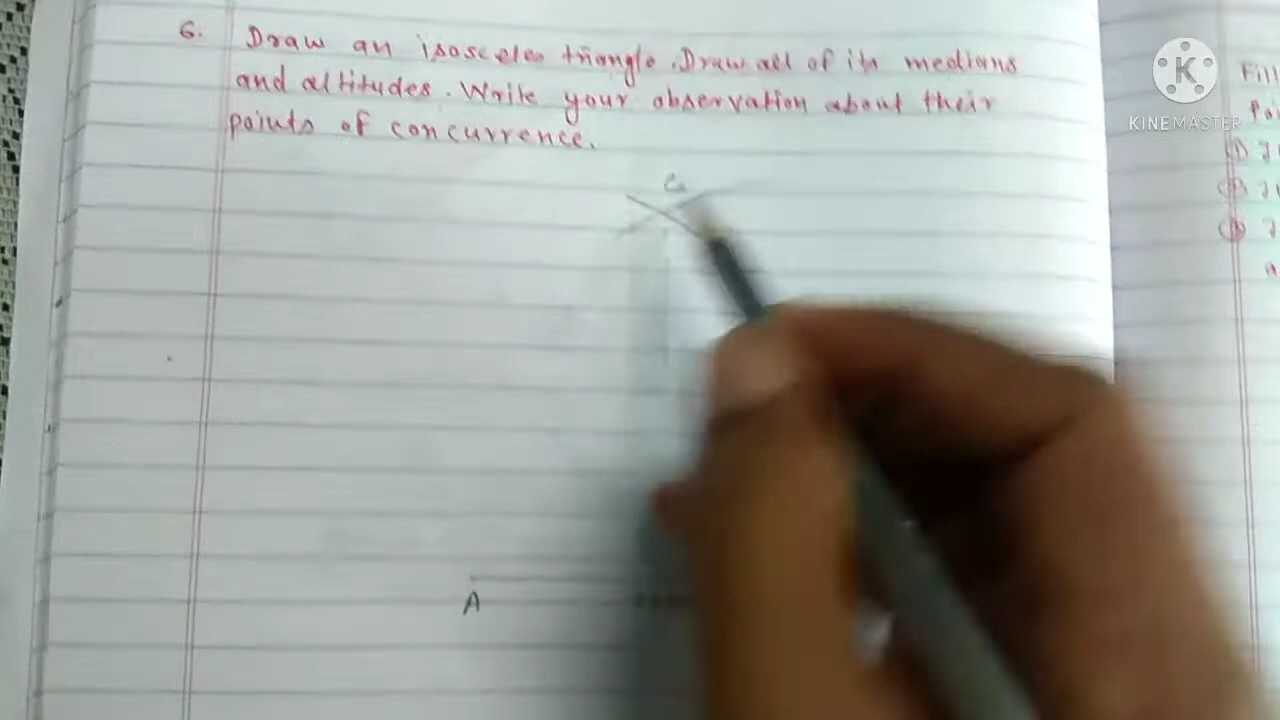 6. Draw an isosceles triangle. Draw all of its medians
and altitudes. Write your observation about their
points of concurrence.
K
KINEMASTER
Fill
A